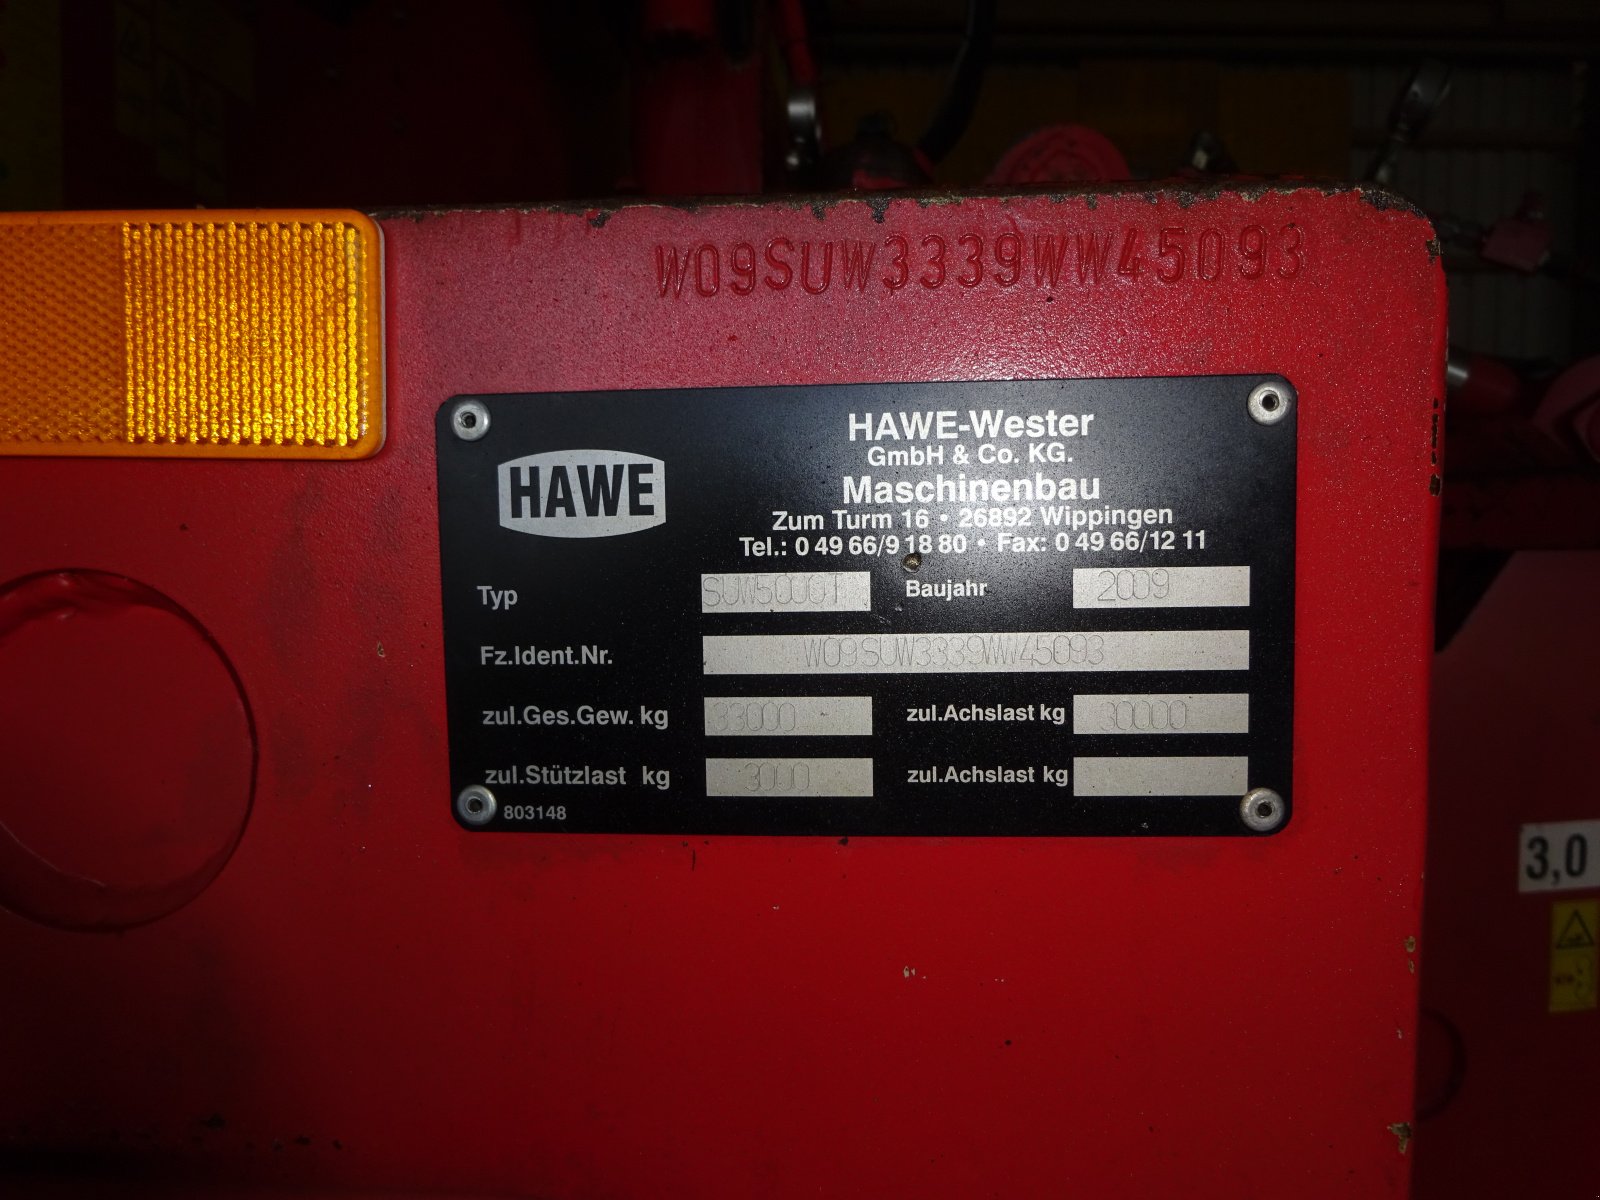 W09SUW3339WW45093
HAWE
HAWE-Wester
GmbH & Co. KG.
Maschinenbau
Zum Turm 16 • 26892 Wippingen
Tel.: 0 49 66/9 18 80 • Fax: 0 49 66/12 11
Typ SUW5000T Baujahr 2009
Fz.Ident.Nr. W09SUW3339WW45093
zul.Ges.Gew. kg 33000 zul.Achslast kg 30000
zul.Stützlast kg 3000 zul.Achslast kg
803148
3,0